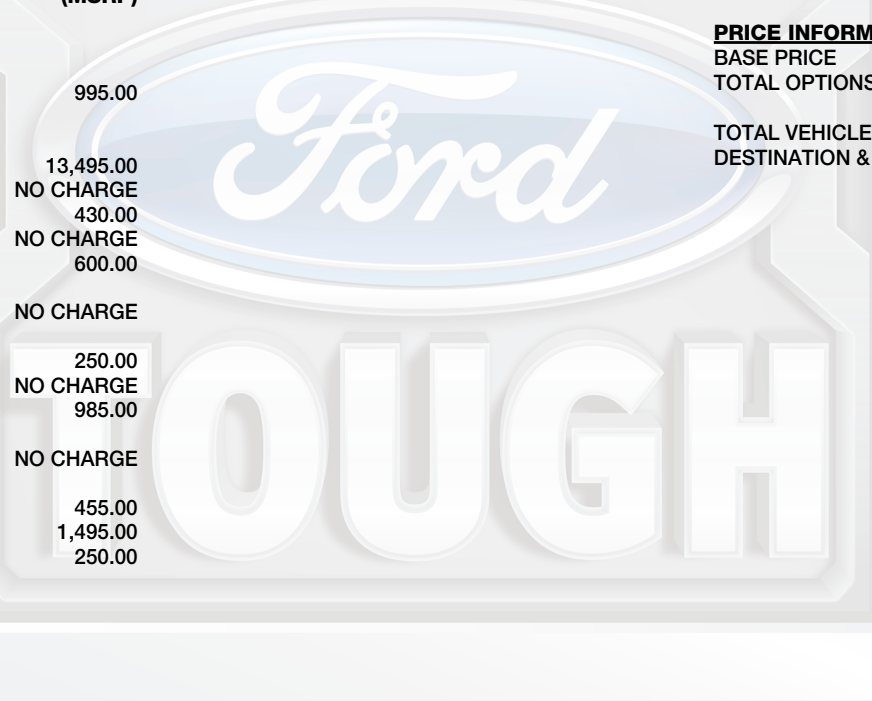 (MSRP)
995.00
13,495.00
NO CHARGE
430.00
NO CHARGE
600.00
NO CHARGE
250.00
NO CHARGE
985.00
NO CHARGE
455.00
1,495.00
250.00
PRICE INFORM
BASE PRICE
TOTAL OPTIONS
TOTAL VEHICLE
DESTINATION &
Ford
TOUGH